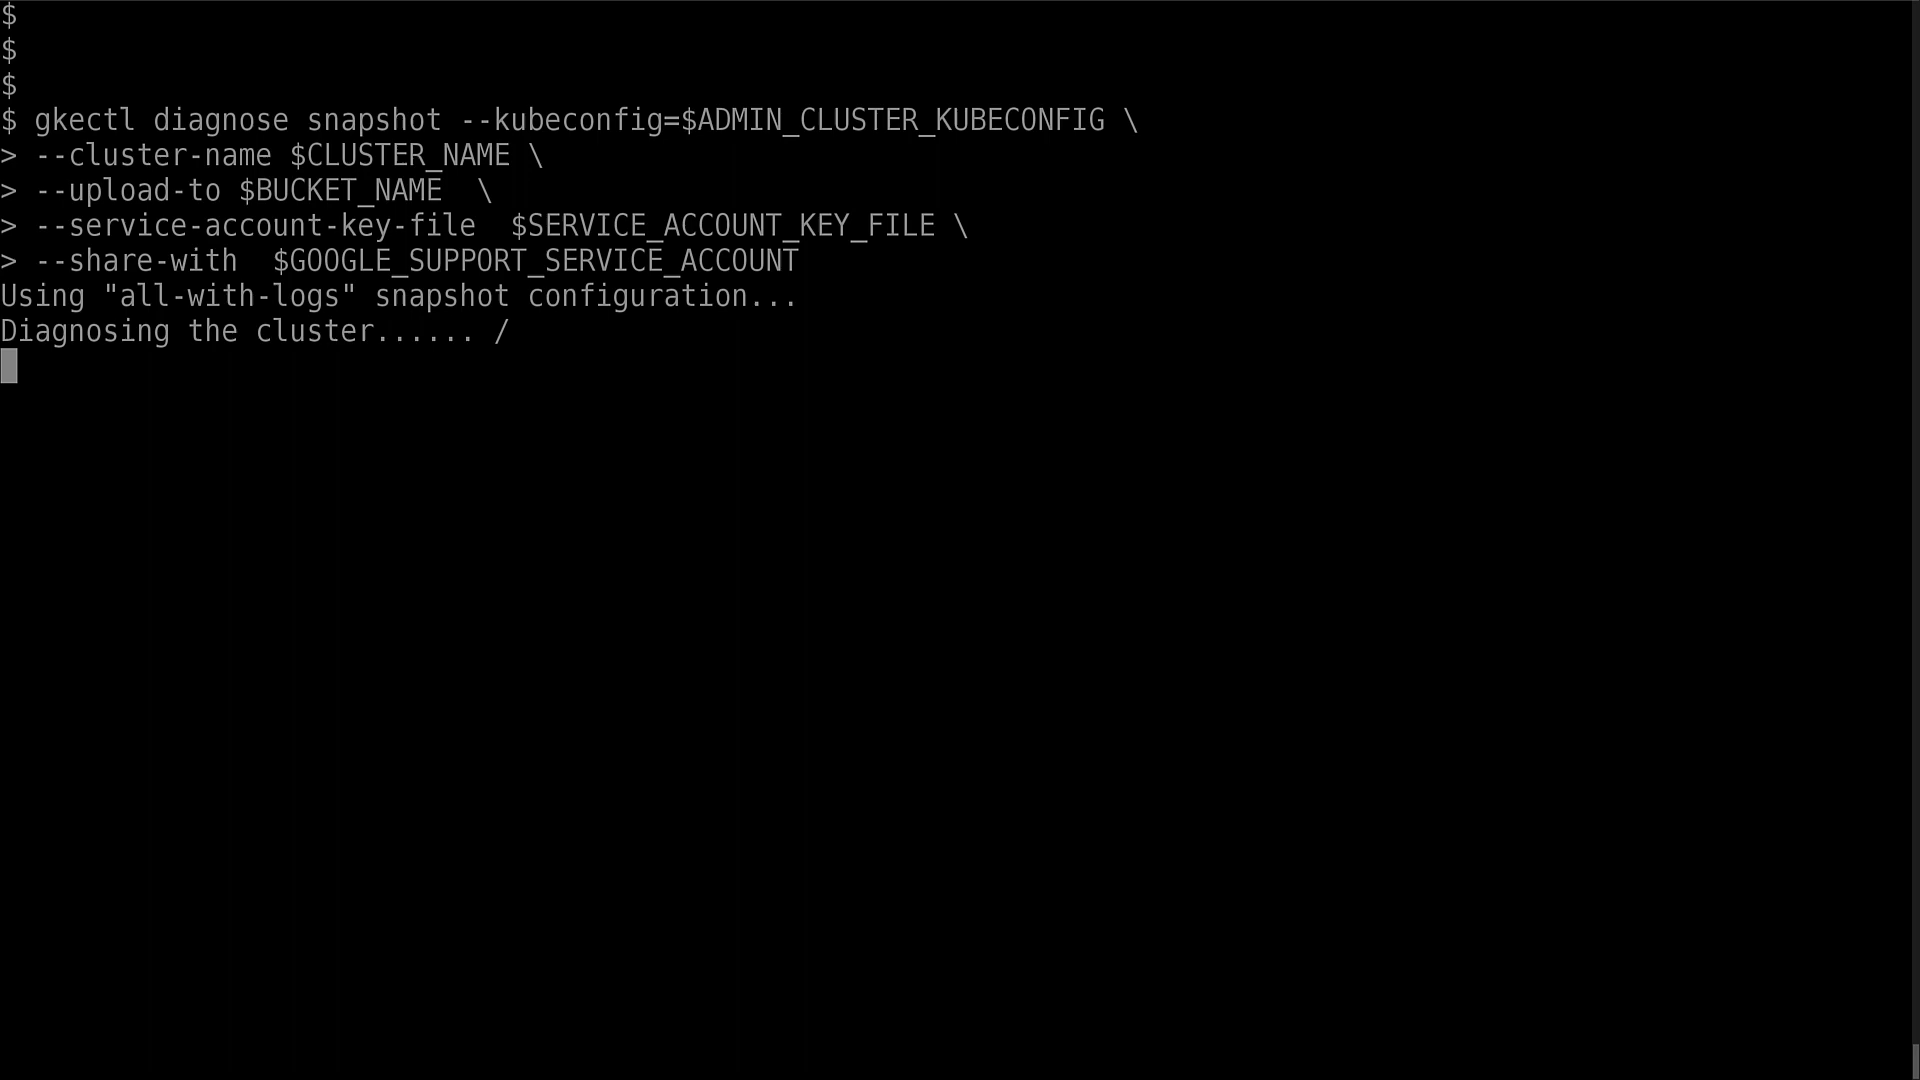 $
$
$
$ gkectl diagnose snapshot --kubeconfig=$ADMIN_CLUSTER_KUBECONFIG \
> --cluster-name $CLUSTER_NAME \
> --upload-to $BUCKET_NAME  \
> --service-account-key-file  $SERVICE_ACCOUNT_KEY_FILE \
> --share-with  $GOOGLE_SUPPORT_SERVICE_ACCOUNT
Using "all-with-logs" snapshot configuration...
Diagnosing the cluster...... /